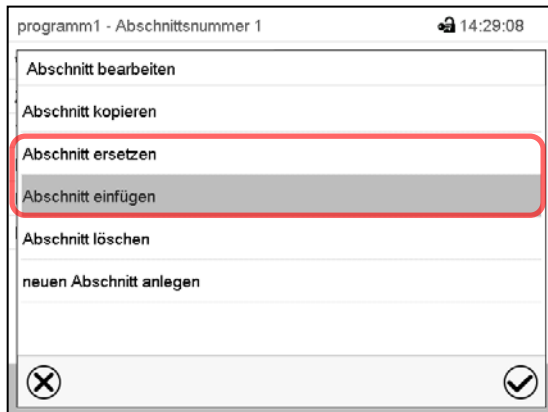 programm1 - Abschnittsnummer 1 14:29:08
Abschnitt bearbeiten
Abschnitt kopieren
Abschnitt ersetzen
Abschnitt einfügen
Abschnitt löschen
neuen Abschnitt anlegen